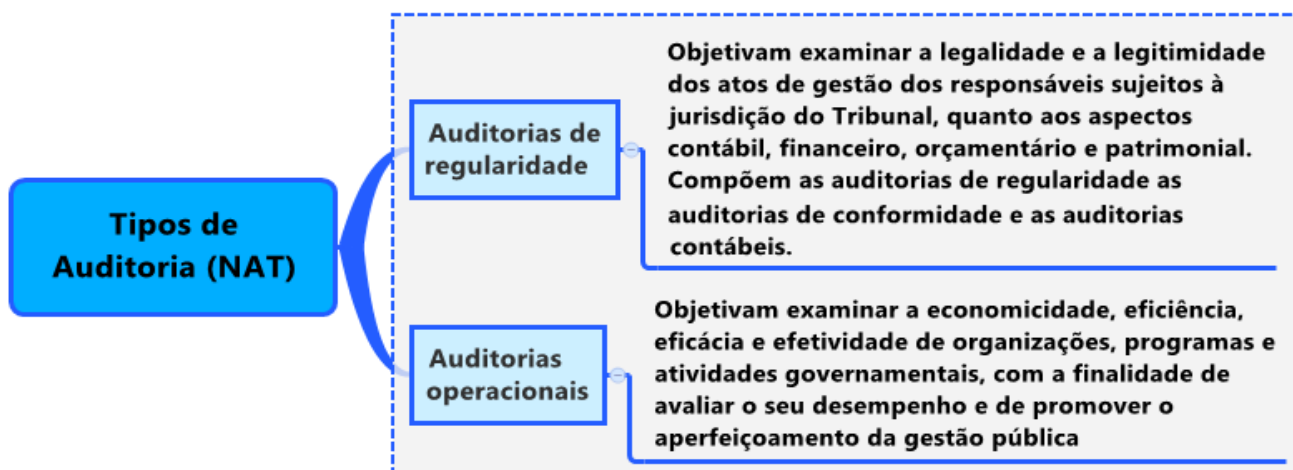 Tipos de
Auditoria (NAT)
Auditorias de
regularidade
Objetivam examinar a legalidade e a legitimidade
dos atos de gestão dos responsáveis sujeitos à
jurisdição do Tribunal, quanto aos aspectos
contábil, financeiro, orçamentário e patrimonial.
Compõem as auditorias de regularidade as
auditorias de conformidade e as auditorias
contábeis.
Auditorias
operacionais
Objetivam examinar a economicidade, eficiência,
eficácia e efetividade de organizações, programas e
atividades governamentais, com a finalidade de
avaliar o seu desempenho e de promover o
aperfeiçoamento da gestão pública